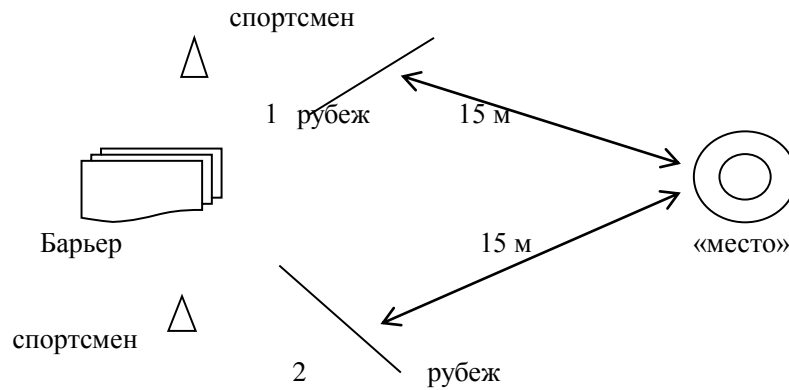 спортсмен
1 рубеж 15 м
15 м
Барьер «место»
спортсмен
2 рубеж